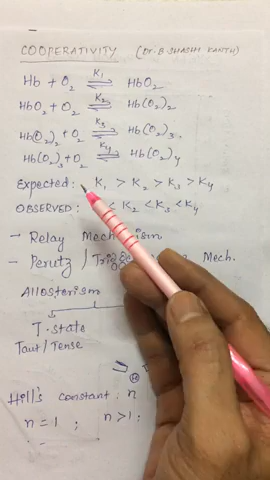 COOPERATIVITY (Dr. B. SHASHI KANTH)
Hb + O₂ ⇌ HbO₂ K₁
HbO₂ + O₂ ⇌ Hb(O₂)₂ K₂
Hb(O₂)₂ + O₂ ⇌ Hb(O₂)₃ K₃
Hb(O₂)₃ + O₂ ⇌ Hb(O₂)₄ K₄
Expected: K₁ > K₂ > K₃ > K₄
OBSERVED: < K₂ < K₃ < K₄
- Relay Mechanism
- Perutz / Mech.
Allosterism
T-state
Taut/Tense
Hill's Constant: n
n = 1 ; n > 1 :